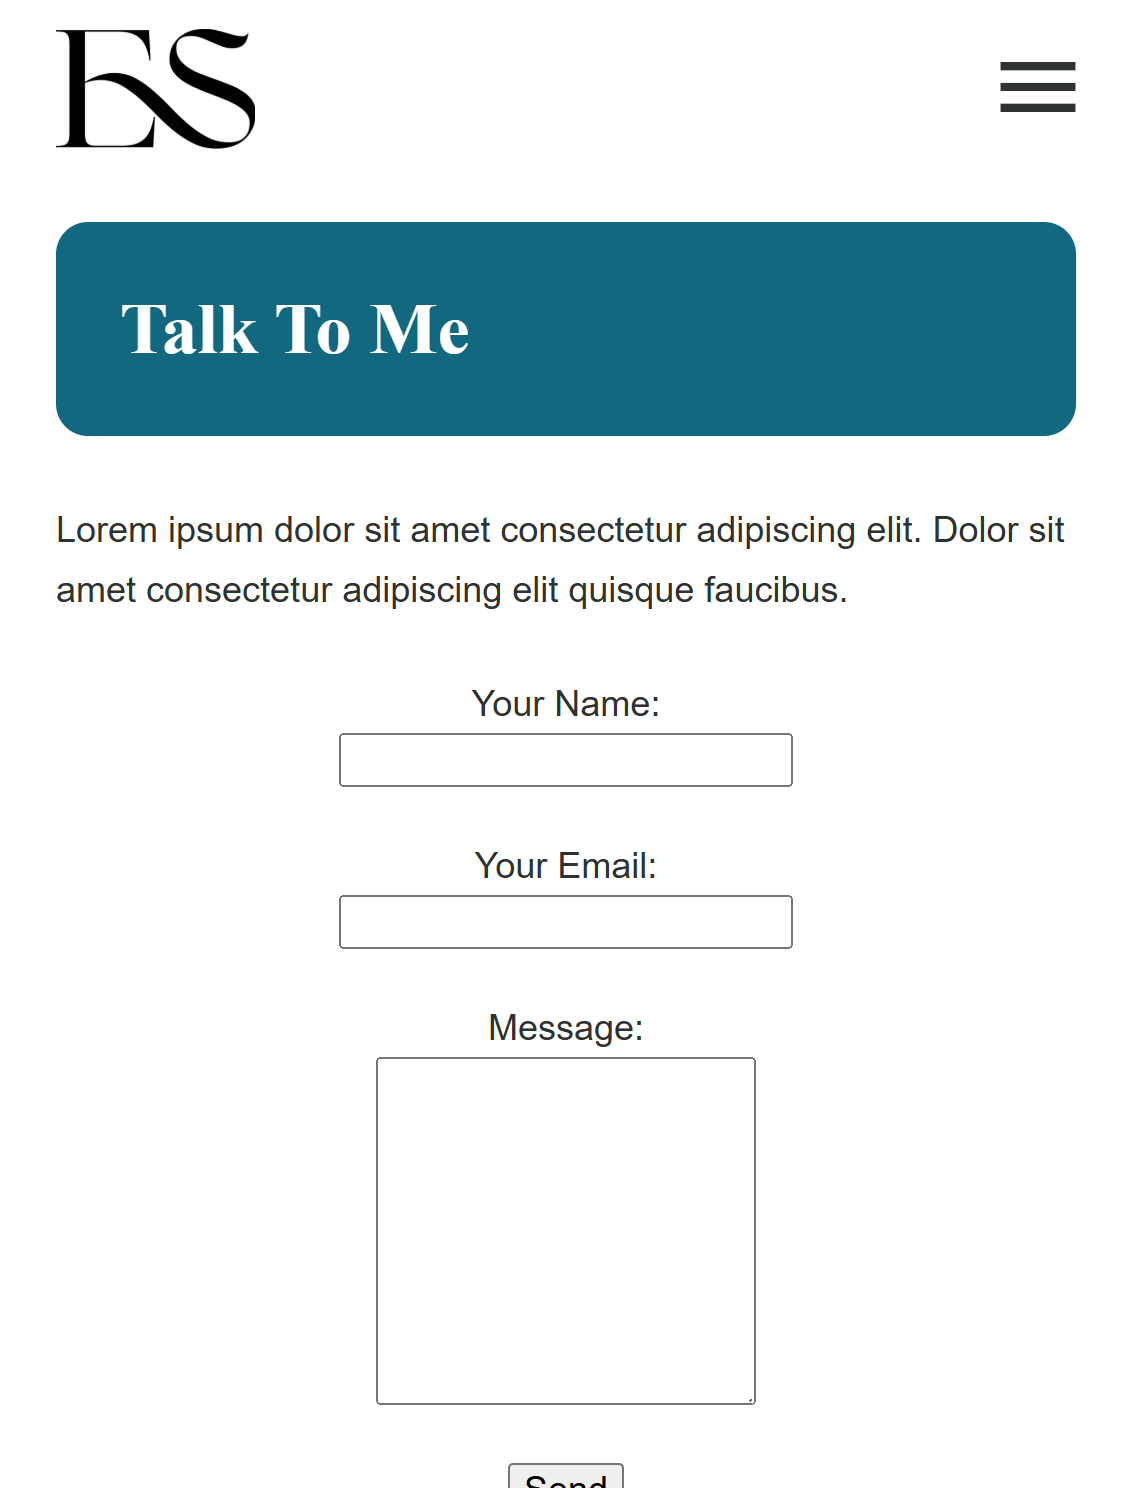 ES
Talk To Me
Lorem ipsum dolor sit amet consectetur adipiscing elit. Dolor sit
amet consectetur adipiscing elit quisque faucibus.
Your Name:
Your Email:
Message:
Send